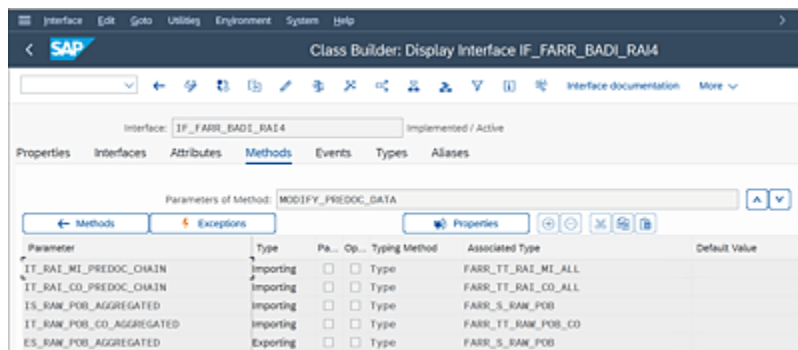 Interface Edit Goto Utilities Environment System Help
SAP Class Builder: Display Interface IF_FARR_BADI_RAI4
Interface documentation More
Interface: IF_FARR_BADI_RAI4 Implemented / Active
Properties Interfaces Attributes Methods Events Types Aliases
Parameters of Method: MODIFY_PREDOC_DATA
Methods Exceptions Properties
Parameter Type Pa... Op... Typing Method Associated Type Default Value
IT_RAI_MI_PREDOC_CHAIN Importing Type FARR_TT_RAI_MI_ALL
IT_RAI_CO_PREDOC_CHAIN Importing Type FARR_TT_RAI_CO_ALL
IS_RAW_POB_AGGREGATED Importing Type FARR_S_RAW_POB
IT_RAW_POB_CO_AGGREGATED Importing Type FARR_TT_RAW_POB_CO
ES_RAW_POB_AGGREGATED Exporting Type FARR_S_RAW_POB